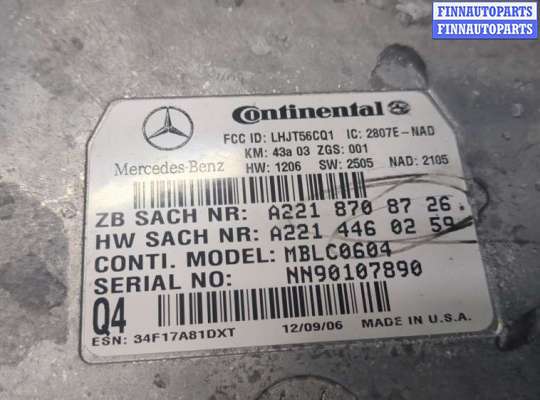 FINNAUTOPARTS
FINNAUTOPARTS
Continental
FCC ID: LHJT56CQ1 IC: 2807E-NAD
KM: 43a 03 ZGS: 001
Mercedes-Benz HW: 1206 SW: 2505 NAD: 2105
ZB SACH NR: A221 870 87 26
HW SACH NR: A221 446 02 59
CONTI. MODEL: MBLC0604
SERIAL NO: NN90107890
Q4
ESN: 34F17A81DXT 12/09/06 MADE IN U.S.A.